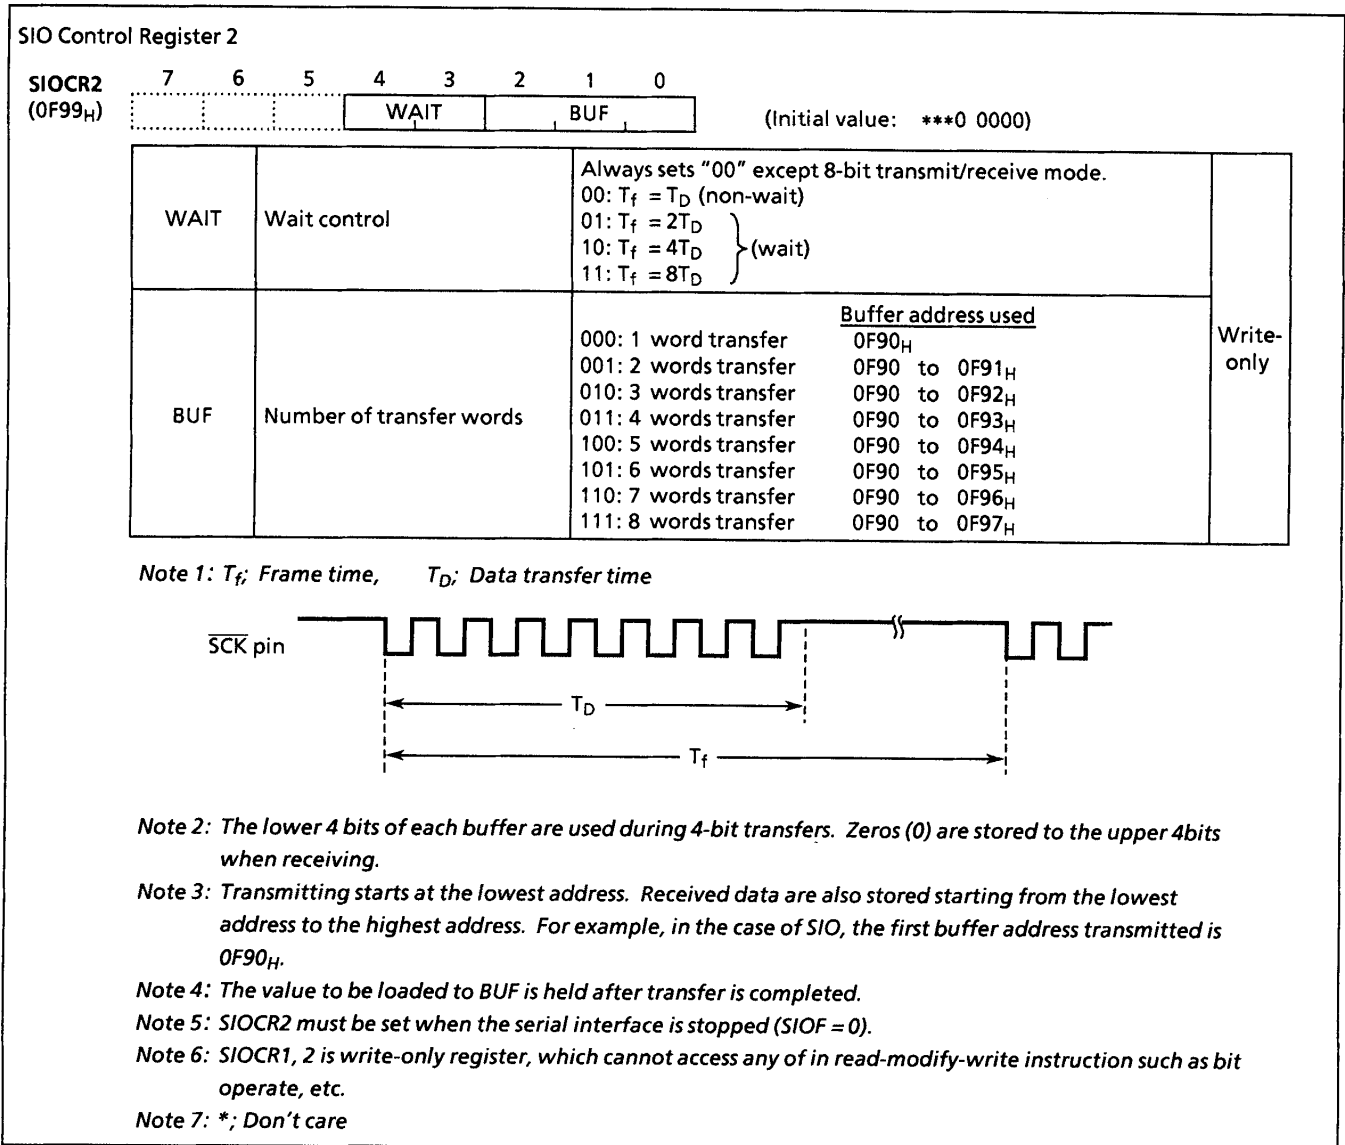 SIO Control Register 2
SIOCR2 7 6 5 4 3 2 1 0
(0F99H) WAIT BUF (Initial value: ***0 0000)
Always sets "00" except 8-bit transmit/receive mode.
00: Tf = TD (non-wait)
WAIT Wait control 01: Tf = 2TD
10: Tf = 4TD (wait)
11: Tf = 8TD
Buffer address used
000: 1 word transfer 0F90H
001: 2 words transfer 0F90 to 0F91H
010: 3 words transfer 0F90 to 0F92H
BUF Number of transfer words 011: 4 words transfer 0F90 to 0F93H
100: 5 words transfer 0F90 to 0F94H
101: 6 words transfer 0F90 to 0F95H
110: 7 words transfer 0F90 to 0F96H
111: 8 words transfer 0F90 to 0F97H
Write-
only
Note 1: Tf; Frame time, TD; Data transfer time
SCK pin
TD
Tf
Note 2: The lower 4 bits of each buffer are used during 4-bit transfers. Zeros (0) are stored to the upper 4bits
when receiving.
Note 3: Transmitting starts at the lowest address. Received data are also stored starting from the lowest
address to the highest address. For example, in the case of SIO, the first buffer address transmitted is
0F90H.
Note 4: The value to be loaded to BUF is held after transfer is completed.
Note 5: SIOCR2 must be set when the serial interface is stopped (SIOF = 0).
Note 6: SIOCR1, 2 is write-only register, which cannot access any of in read-modify-write instruction such as bit
operate, etc.
Note 7: *; Don't care